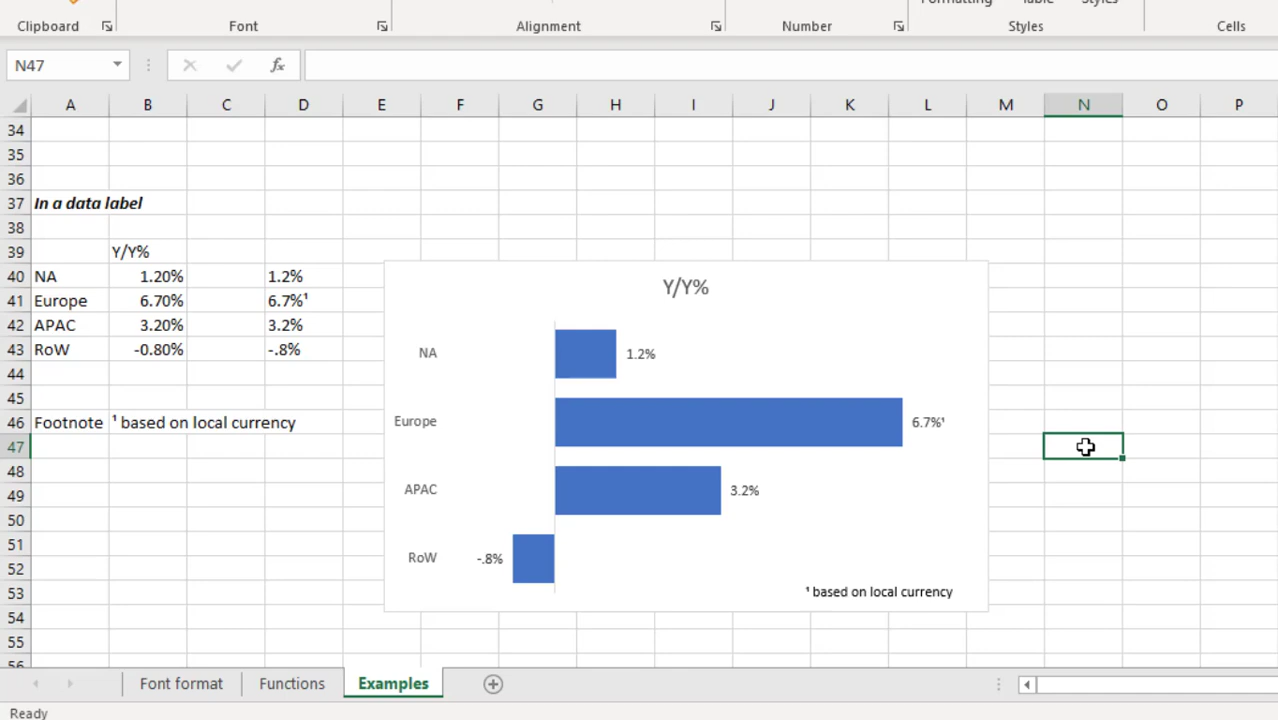 Formatting Table Styles
Clipboard Font Alignment Number Styles Cells
N47 fx
A B C D E F G H I J K L M N O P
34
35
36
37 In a data label
38
39 Y/Y%
40 NA 1.20% 1.2%
41 Europe 6.70% 6.7%¹
42 APAC 3.20% 3.2%
43 RoW -0.80% -.8%
44
45
46 Footnote ¹ based on local currency
47
48
49
50
51
52
53
54
55
56
Y/Y%
NA 1.2%
Europe 6.7%¹
APAC 3.2%
RoW -.8%
¹ based on local currency
Font format Functions Examples
Ready